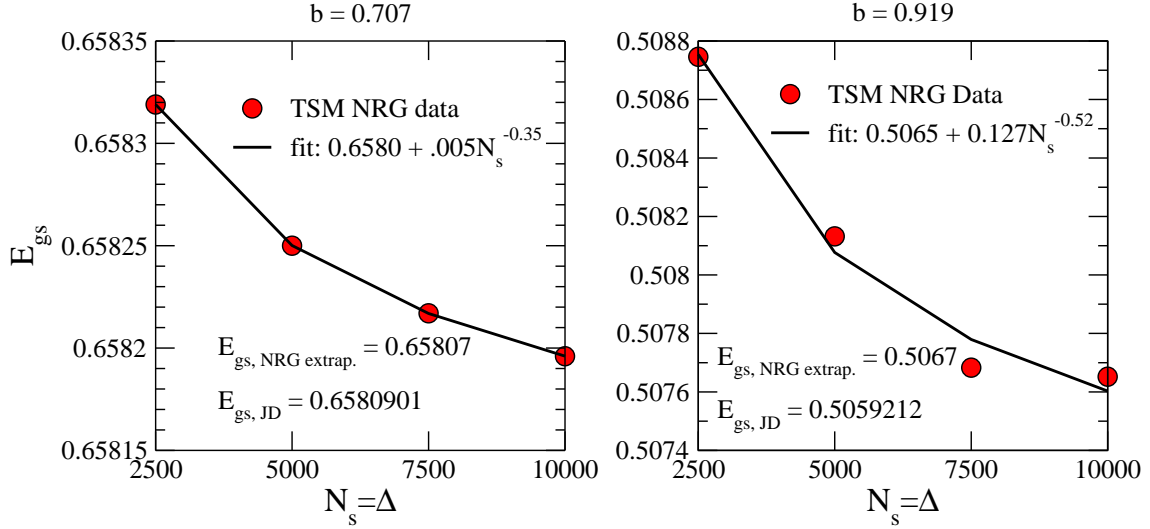 b = 0.707
0.65835
0.6583
0.65825
0.6582
0.65815
2500
5000
7500
10000
E_gs
N_s=Δ
TSM NRG data
fit: 0.6580 + .005N_s^-0.35
E_gs, NRG extrap. = 0.65807
E_gs, JD = 0.6580901
b = 0.919
0.5088
0.5086
0.5084
0.5082
0.508
0.5078
0.5076
0.5074
2500
5000
7500
10000
N_s=Δ
TSM NRG Data
fit: 0.5065 + 0.127N_s^-0.52
E_gs, NRG extrap. = 0.5067
E_gs, JD = 0.5059212